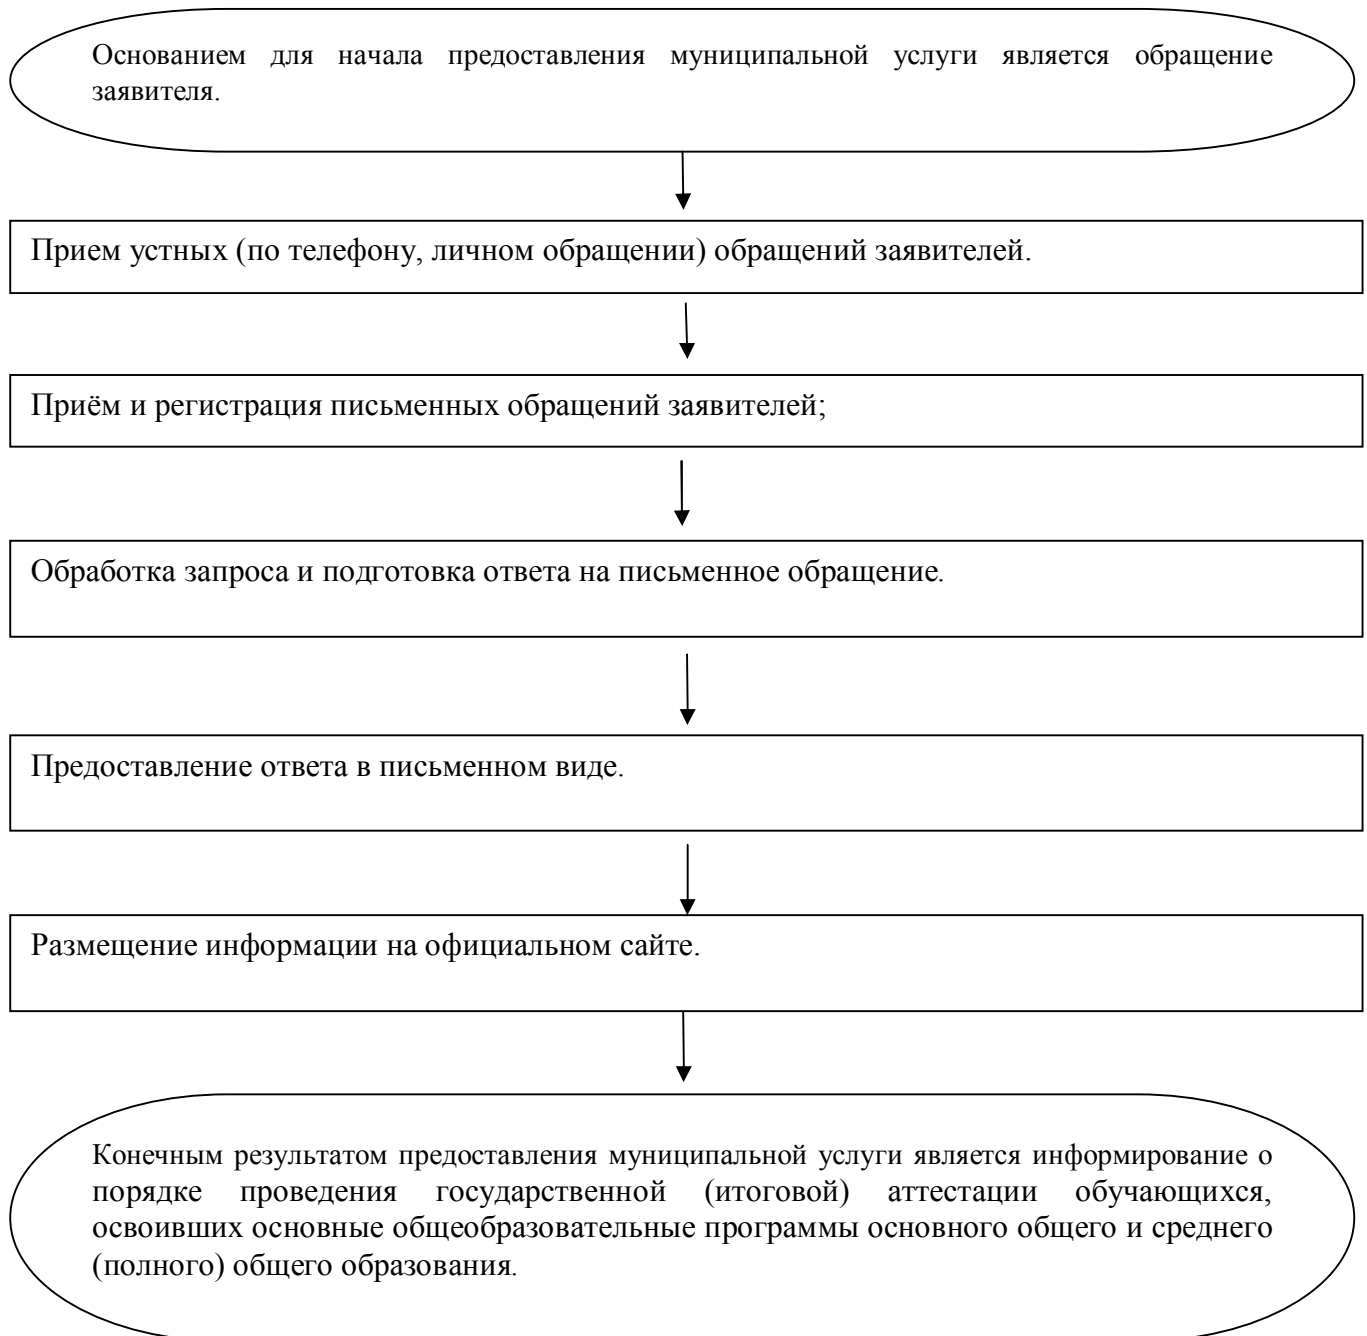 Основанием для начала предоставления муниципальной услуги является обращение
заявителя.
Прием устных (по телефону, личном обращении) обращений заявителей.
Приём и регистрация письменных обращений заявителей;
Обработка запроса и подготовка ответа на письменное обращение.
Предоставление ответа в письменном виде.
Размещение информации на официальном сайте.
Конечным результатом предоставления муниципальной услуги является информирование о
порядке проведения государственной (итоговой) аттестации обучающихся,
освоивших основные общеобразовательные программы основного общего и среднего
(полного) общего образования.